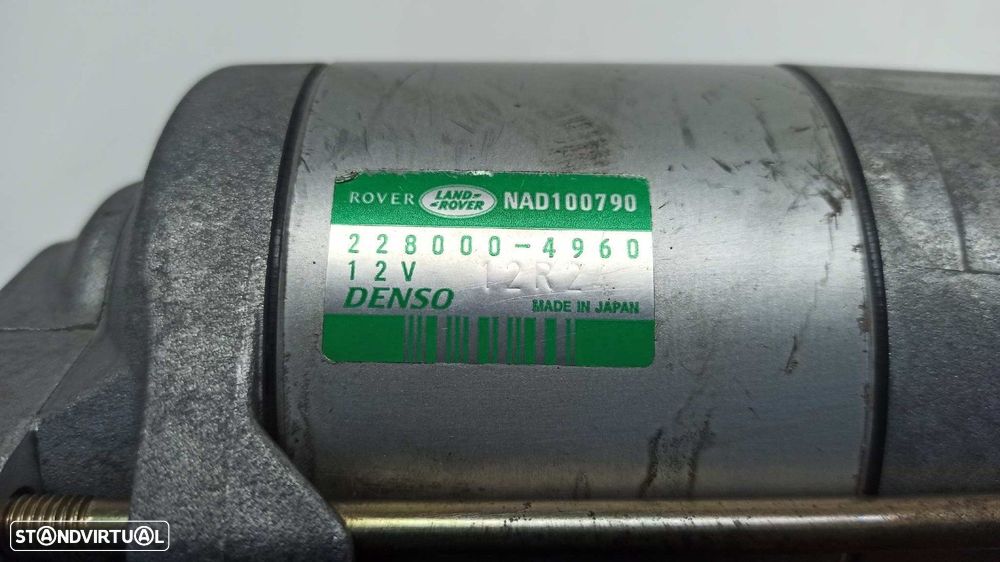 ROVER LAND-ROVER NAD100790
228000-4960
12V 12R2
DENSO MADE IN JAPAN
STANDVIRTUAL